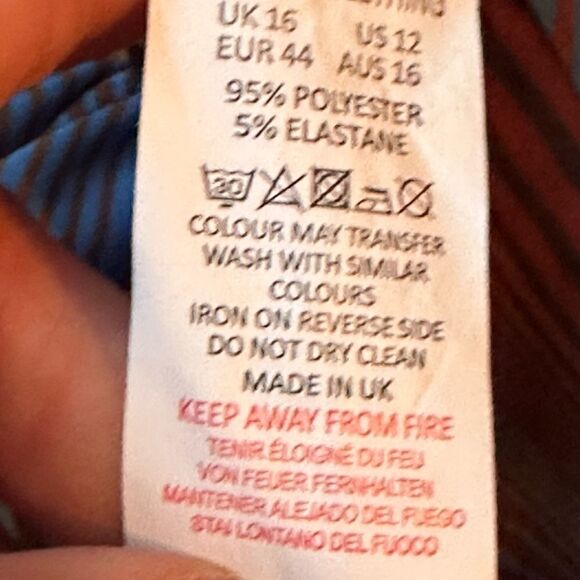 UK 16 US 12
EUR 44 AUS 16
95% POLYESTER
5% ELASTANE
30
COLOUR MAY TRANSFER
WASH WITH SIMILAR
COLOURS
IRON ON REVERSE SIDE
DO NOT DRY CLEAN
MADE IN UK
KEEP AWAY FROM FIRE
TENIR ÉLOIGNÉ DU FEU
VON FEUER FERNHALTEN
MANTENER ALEJADO DEL FUEGO
STAI LONTANO DEL FUOCO